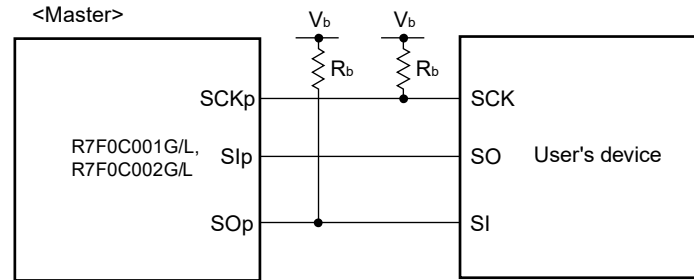 <Master>
Vb Vb
Rb Rb
SCKp SCK
R7F0C001G/L,
R7F0C002G/L
SIp SO
User's device
SOp SI